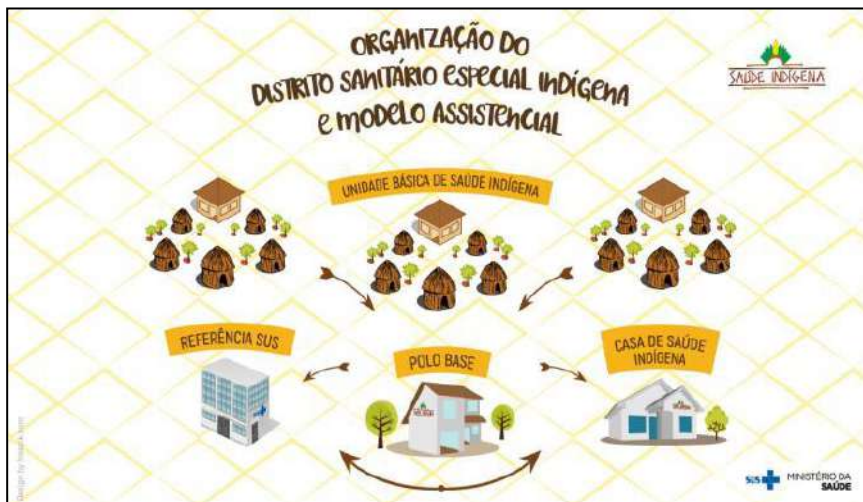 ORGANIZAÇÃO DO
DISTRITO SANITÁRIO ESPECIAL INDÍGENA
E MODELO ASSISTENCIAL
SAÚDE INDÍGENA
UNIDADE BÁSICA DE SAÚDE INDÍGENA
REFERÊNCIA SUS
POLO BASE
CASA DE SAÚDE
INDÍGENA
SUS
MINISTÉRIO DA
SAÚDE